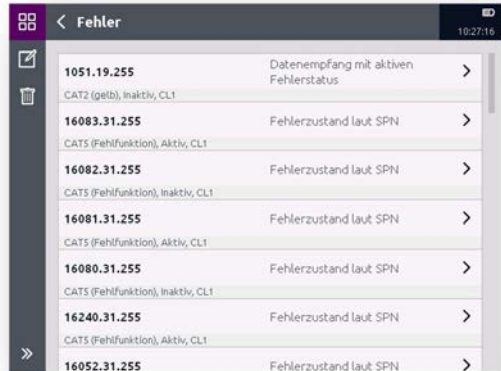 Fehler
10:27:16
1051.19.255
Datenempfang mit aktiven
Fehlerstatus
CAT2 (gelb), Inaktiv, CL1
16083.31.255 Fehlerzustand laut SPN
CAT5 (Fehlfunktion), Aktiv, CL1
16082.31.255 Fehlerzustand laut SPN
CAT5 (Fehlfunktion), Inaktiv, CL1
16081.31.255 Fehlerzustand laut SPN
CAT5 (Fehlfunktion), Aktiv, CL1
16080.31.255 Fehlerzustand laut SPN
CAT5 (Fehlfunktion), Inaktiv, CL1
16240.31.255 Fehlerzustand laut SPN
CAT5 (Fehlfunktion), Aktiv, CL1
16052.31.255 Fehlerzustand laut SPN